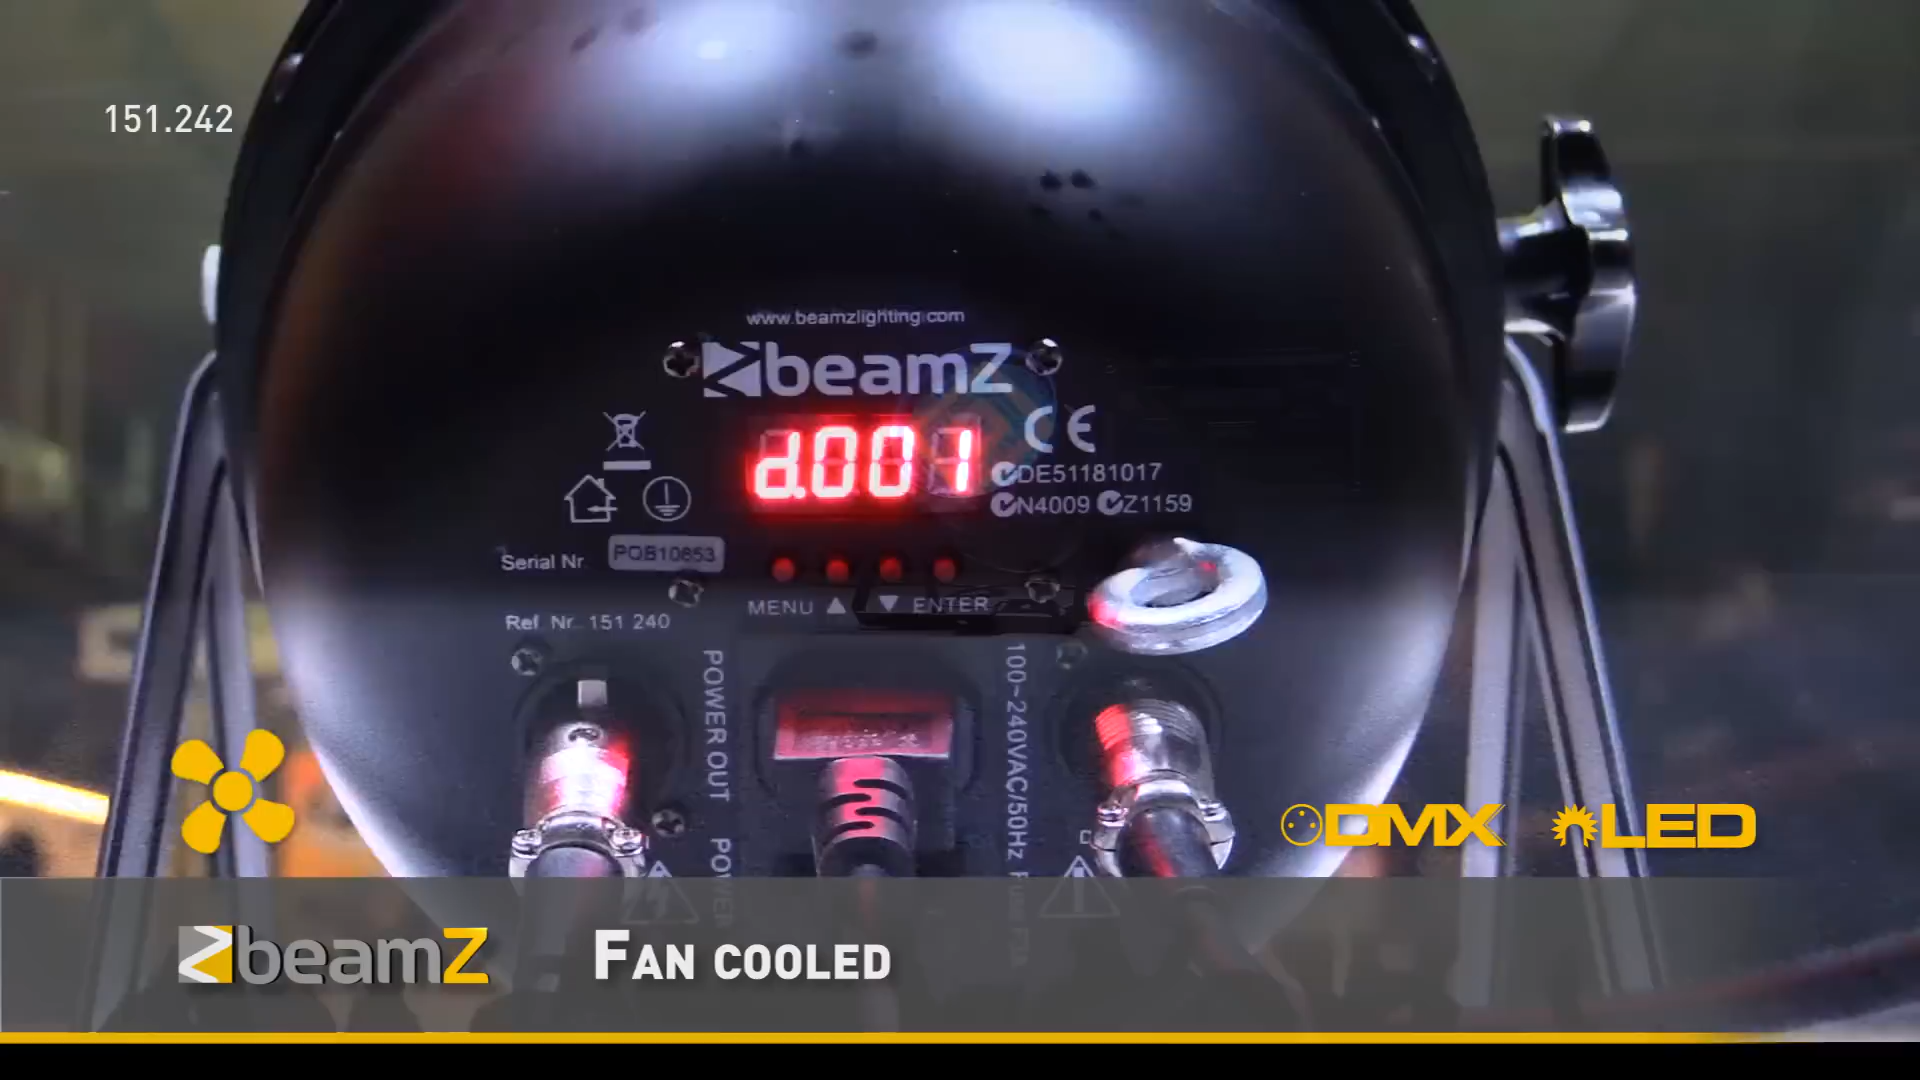 151.242
www.beamzlighting.com
beamZ
d.001
CE
DE51181017
N4009 Z1159
Serial Nr. PQB10853
MENU ENTER
Ref. Nr. 151 240
POWER OUT POWER
100~240VAC/50Hz
DMX LED
beamZ
FAN COOLED